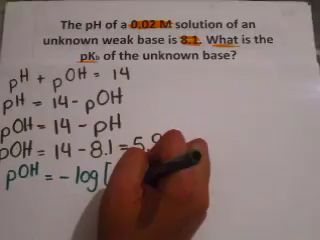 The pH of a 0.02 M solution of an
unknown weak base is 8.1. What is the
pKb of the unknown base?
pH + pOH = 14
pH = 14 - pOH
pOH = 14 - pH
pOH = 14 - 8.1 = 5.9
pOH = -log[